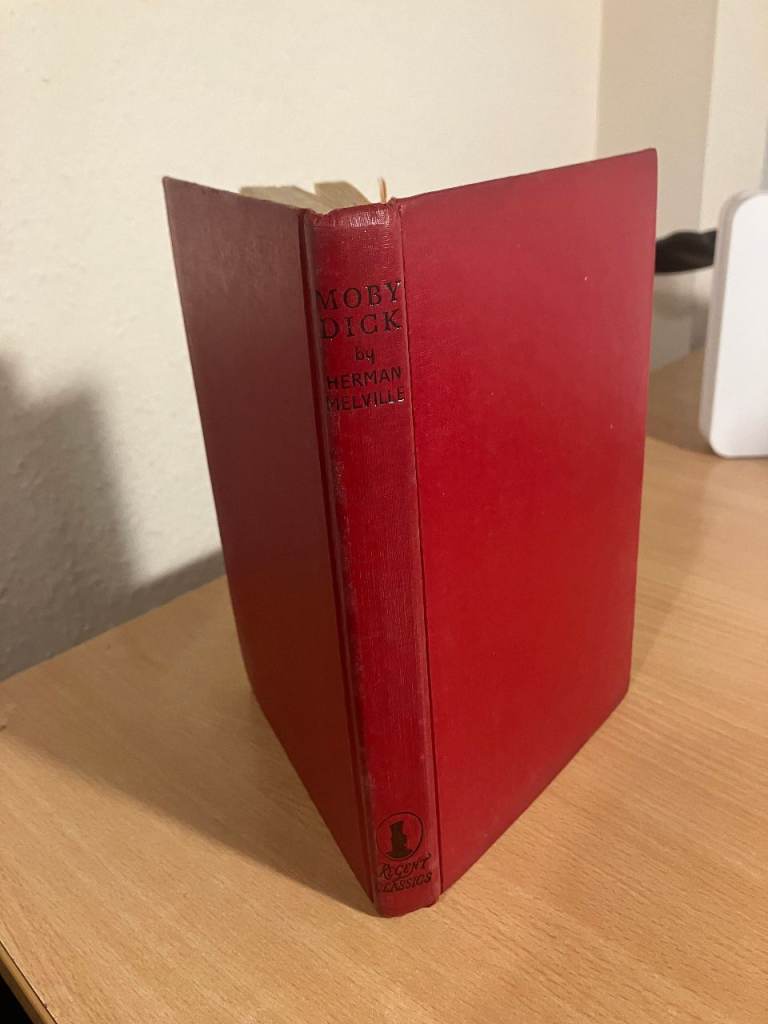 MOBY
DICK
by
HERMAN
MELVILLE
REGENT
CLASSICS